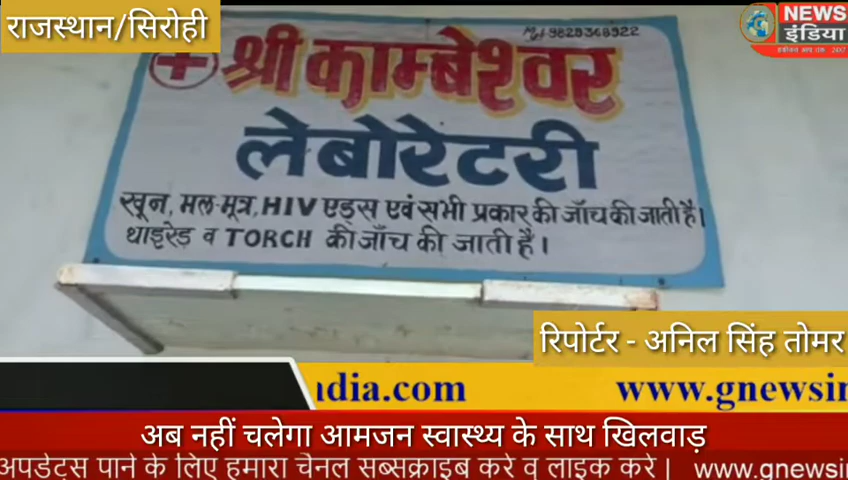 राजस्थान/सिरोही
NEWS
इंडिया
श्री काम्बेश्वर
लेबोरेटरी
खून, मल-मूत्र, HIV एड्स एवं सभी प्रकार की जाँच की जाती है।
थाइरेड व TORCH की जाँच की जाती है।
रिपोर्टर - अनिल सिंह तोमर
dia.com www.gnewsin
अब नहीं चलेगा आमजन स्वास्थ्य के साथ खिलवाड़
अपडेट्स पाने के लिए हमारा चैनल सब्सक्राइब करे व लाइक करें | www.gnewsi